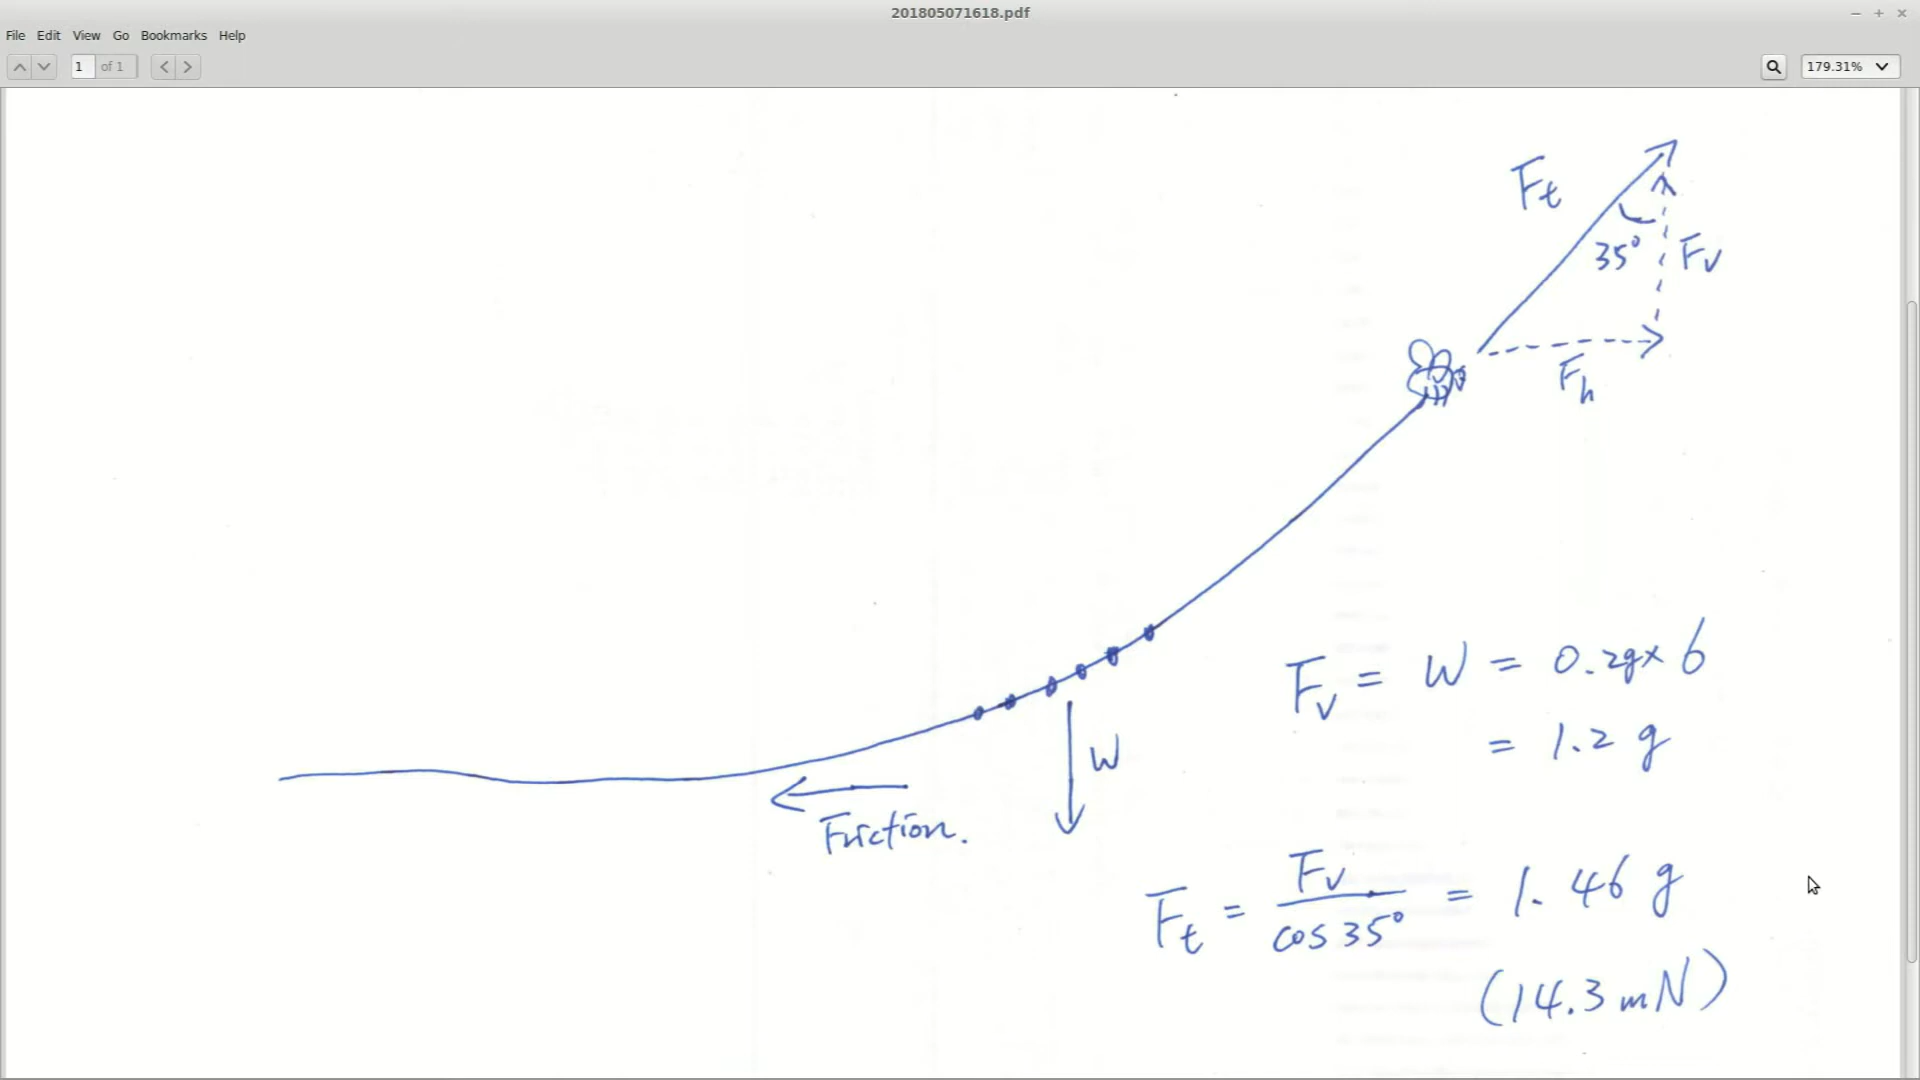 201805071618.pdf
File Edit View Go Bookmarks Help
1 of 1
179.31%
Ft
35°
Fv
Fh
W
Friction.
Fv = W = 0.2g× 6
= 1.2 g
Ft = Fv / cos 35° = 1.46 g
(14.3 mN)